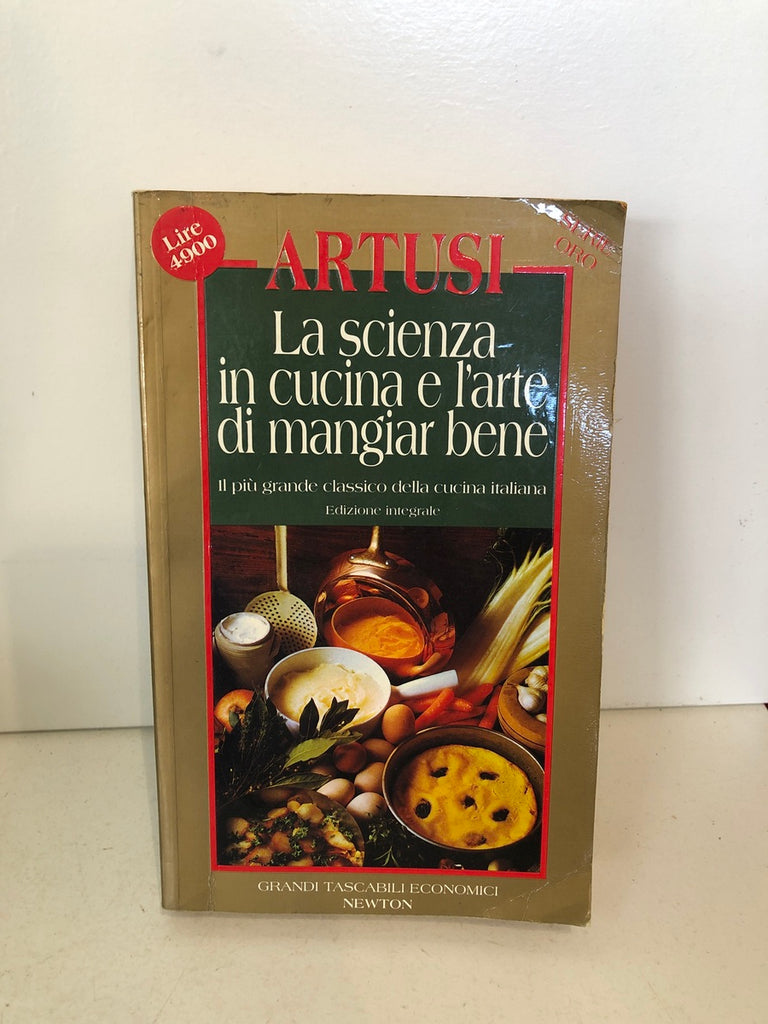 Lire
4900
ARTUSI
SERIE
ORO
La scienza
in cucina e l'arte
di mangiar bene
Il più grande classico della cucina italiana
Edizione integrale
GRANDI TASCABILI ECONOMICI
NEWTON